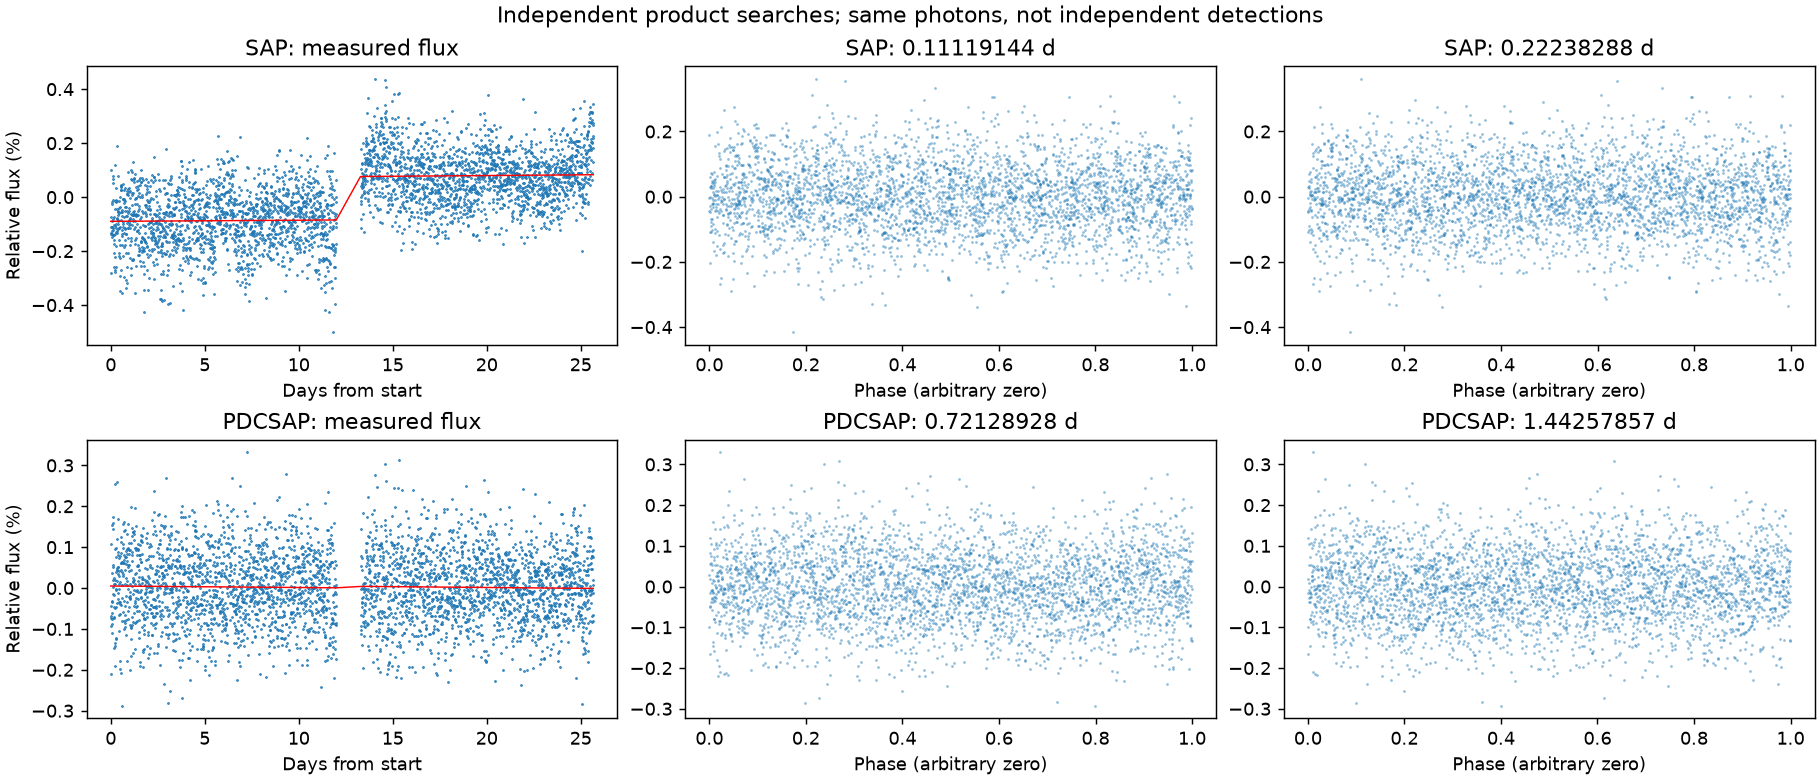 Independent product searches; same photons, not independent detections
SAP: measured flux
Relative flux (%)
0.4
0.2
0.0
−0.2
−0.4
0 5 10 15 20 25
Days from start
SAP: 0.11119144 d
0.2
0.0
−0.2
−0.4
0.0 0.2 0.4 0.6 0.8 1.0
Phase (arbitrary zero)
SAP: 0.22238288 d
0.2
0.0
−0.2
−0.4
0.0 0.2 0.4 0.6 0.8 1.0
Phase (arbitrary zero)
PDCSAP: measured flux
Relative flux (%)
0.3
0.2
0.1
0.0
−0.1
−0.2
−0.3
0 5 10 15 20 25
Days from start
PDCSAP: 0.72128928 d
0.3
0.2
0.1
0.0
−0.1
−0.2
−0.3
0.0 0.2 0.4 0.6 0.8 1.0
Phase (arbitrary zero)
PDCSAP: 1.44257857 d
0.3
0.2
0.1
0.0
−0.1
−0.2
−0.3
0.0 0.2 0.4 0.6 0.8 1.0
Phase (arbitrary zero)